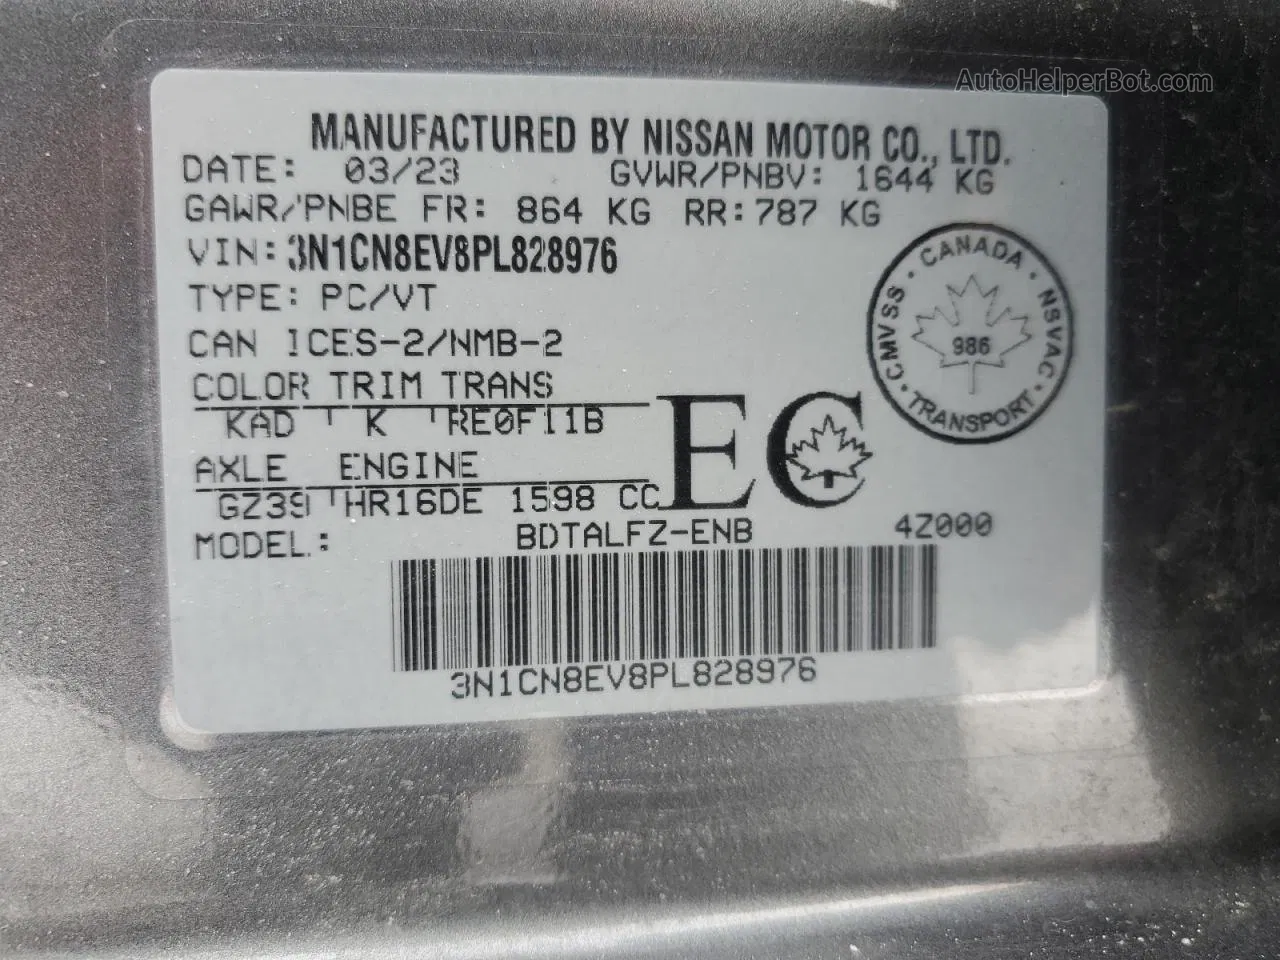 AutoHelperBot.com
MANUFACTURED BY NISSAN MOTOR CO., LTD.
DATE: 03/23 GVWR/PNBV: 1644 KG
GAWR/PNBE FR: 864 KG RR: 787 KG
VIN: 3N1CN8EV8PL828976
TYPE: PC/VT
CAN ICES-2/NMB-2
COLOR TRIM TRANS
KAD K RE0F11B
AXLE ENGINE
GZ39 HR16DE 1598 CC
MODEL: BDTALFZ-ENB 4Z000
3N1CN8EV8PL828976
EC
CANADA
CMVSS
986
NSVAC
TRANSPORT